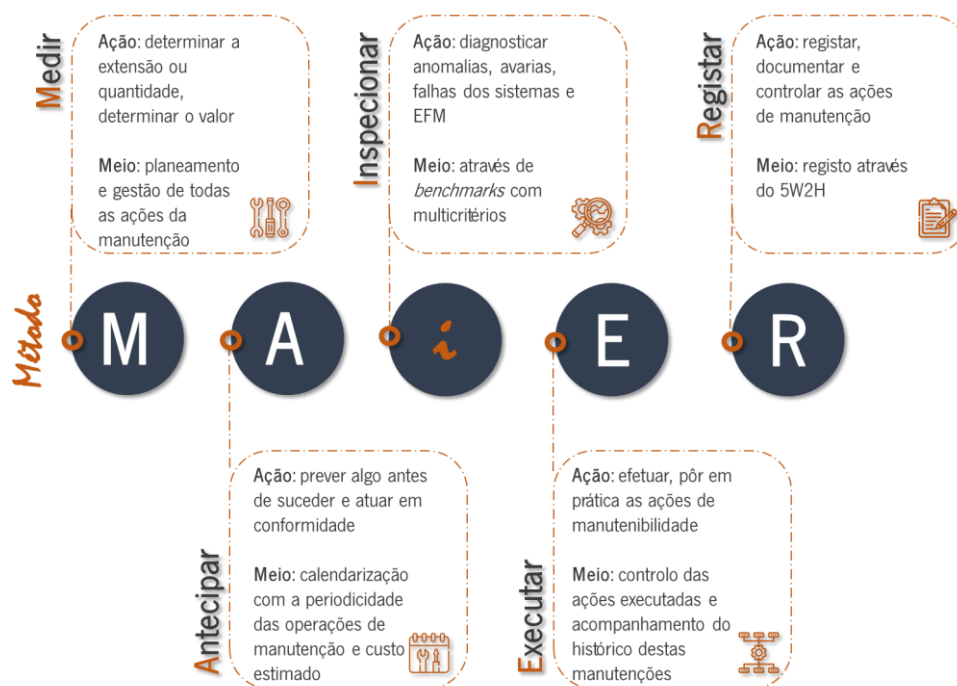 Medir
Ação: determinar a
extensão ou
quantidade,
determinar o valor
Meio: planeamento
e gestão de todas
as ações da
manutenção
Inspecionar
Ação: diagnosticar
anomalias, avarias,
falhas dos sistemas e
EFM
Meio: através de
benchmarks com
multicritérios
Registar
Ação: registar,
documentar e
controlar as ações
de manutenção
Meio: registo através
do 5W2H
Método
M
A
i
E
R
Antecipar
Ação: prever algo antes
de suceder e atuar em
conformidade
Meio: calendarização
com a periodicidade
das operações de
manutenção e custo
estimado
Executar
Ação: efetuar, pôr em
prática as ações de
manutenibilidade
Meio: controlo das
ações executadas e
acompanhamento do
histórico destas
manutenções